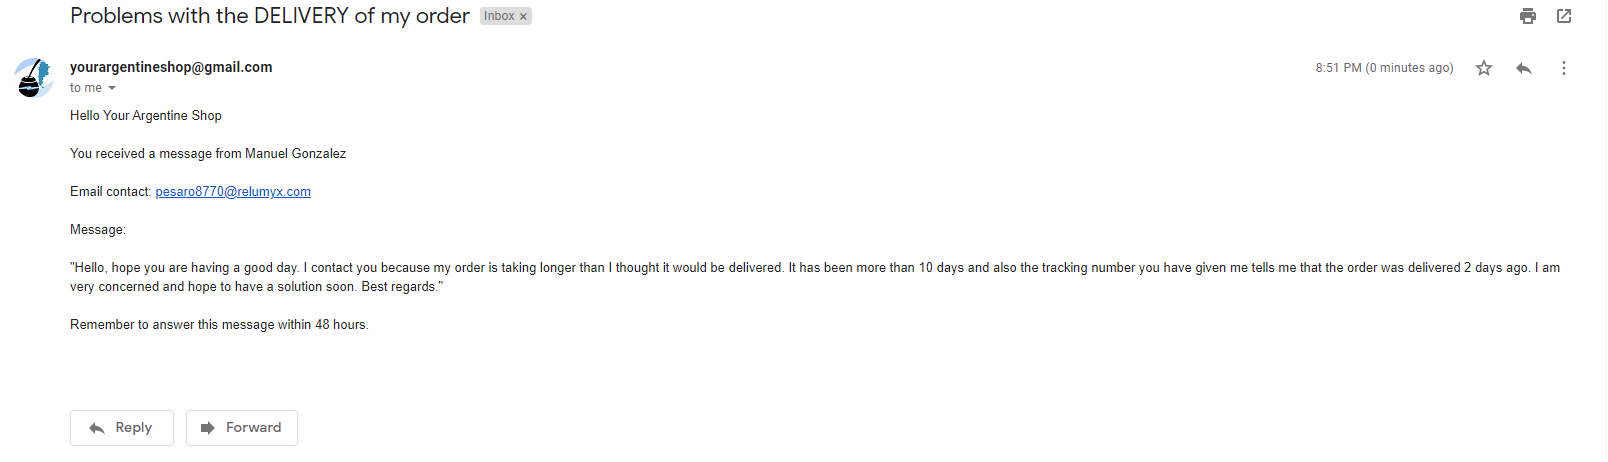 Problems with the DELIVERY of my order Inbox ×
yourargentineshop@gmail.com 8:51 PM (0 minutes ago)
to me
Hello Your Argentine Shop
You received a message from Manuel Gonzalez
Email contact: pesaro8770@relumyx.com
Message:
"Hello, hope you are having a good day. I contact you because my order is taking longer than I thought it would be delivered. It has been more than 10 days and also the tracking number you have given me tells me that the order was delivered 2 days ago. I am
very concerned and hope to have a solution soon. Best regards."
Remember to answer this message within 48 hours.
Reply Forward